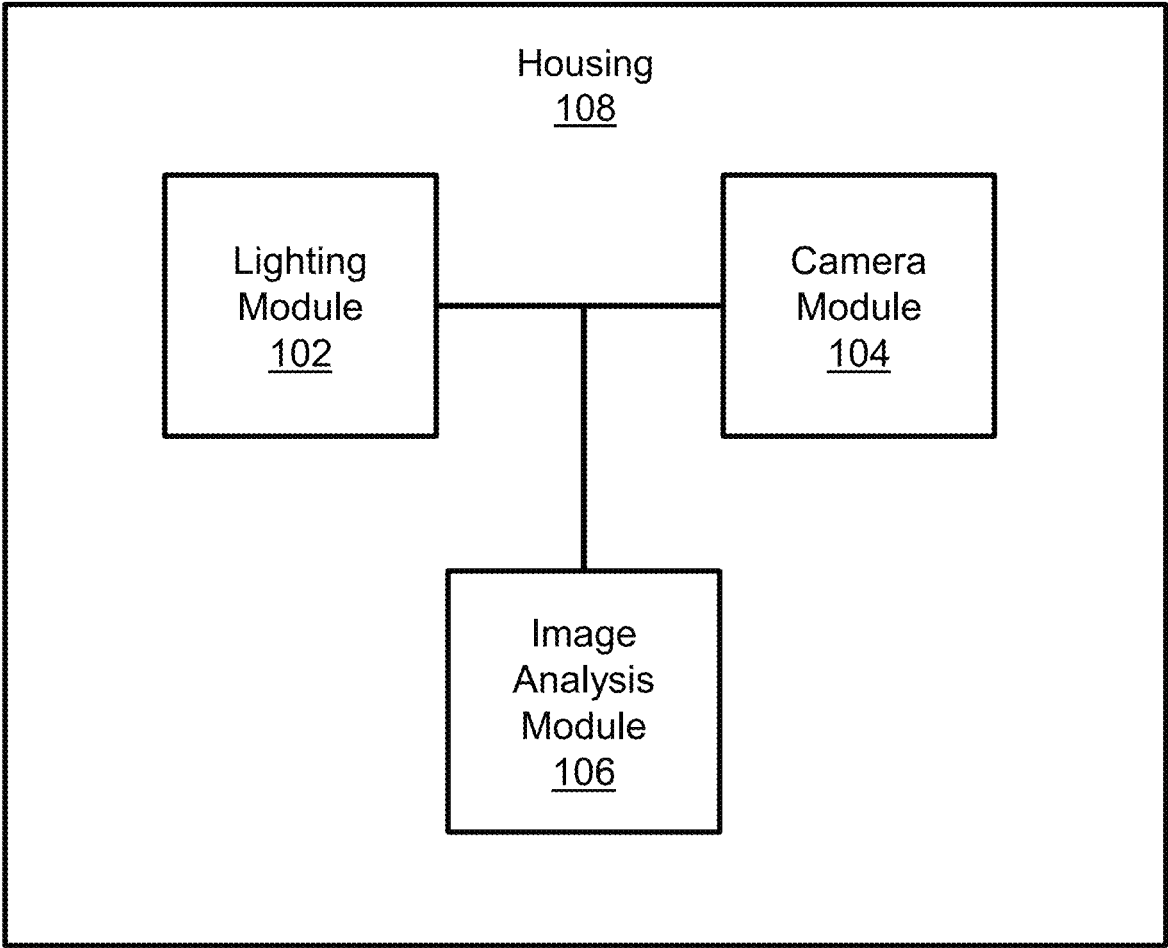 Housing
108
Lighting
Module
102
Camera
Module
104
Image
Analysis
Module
106